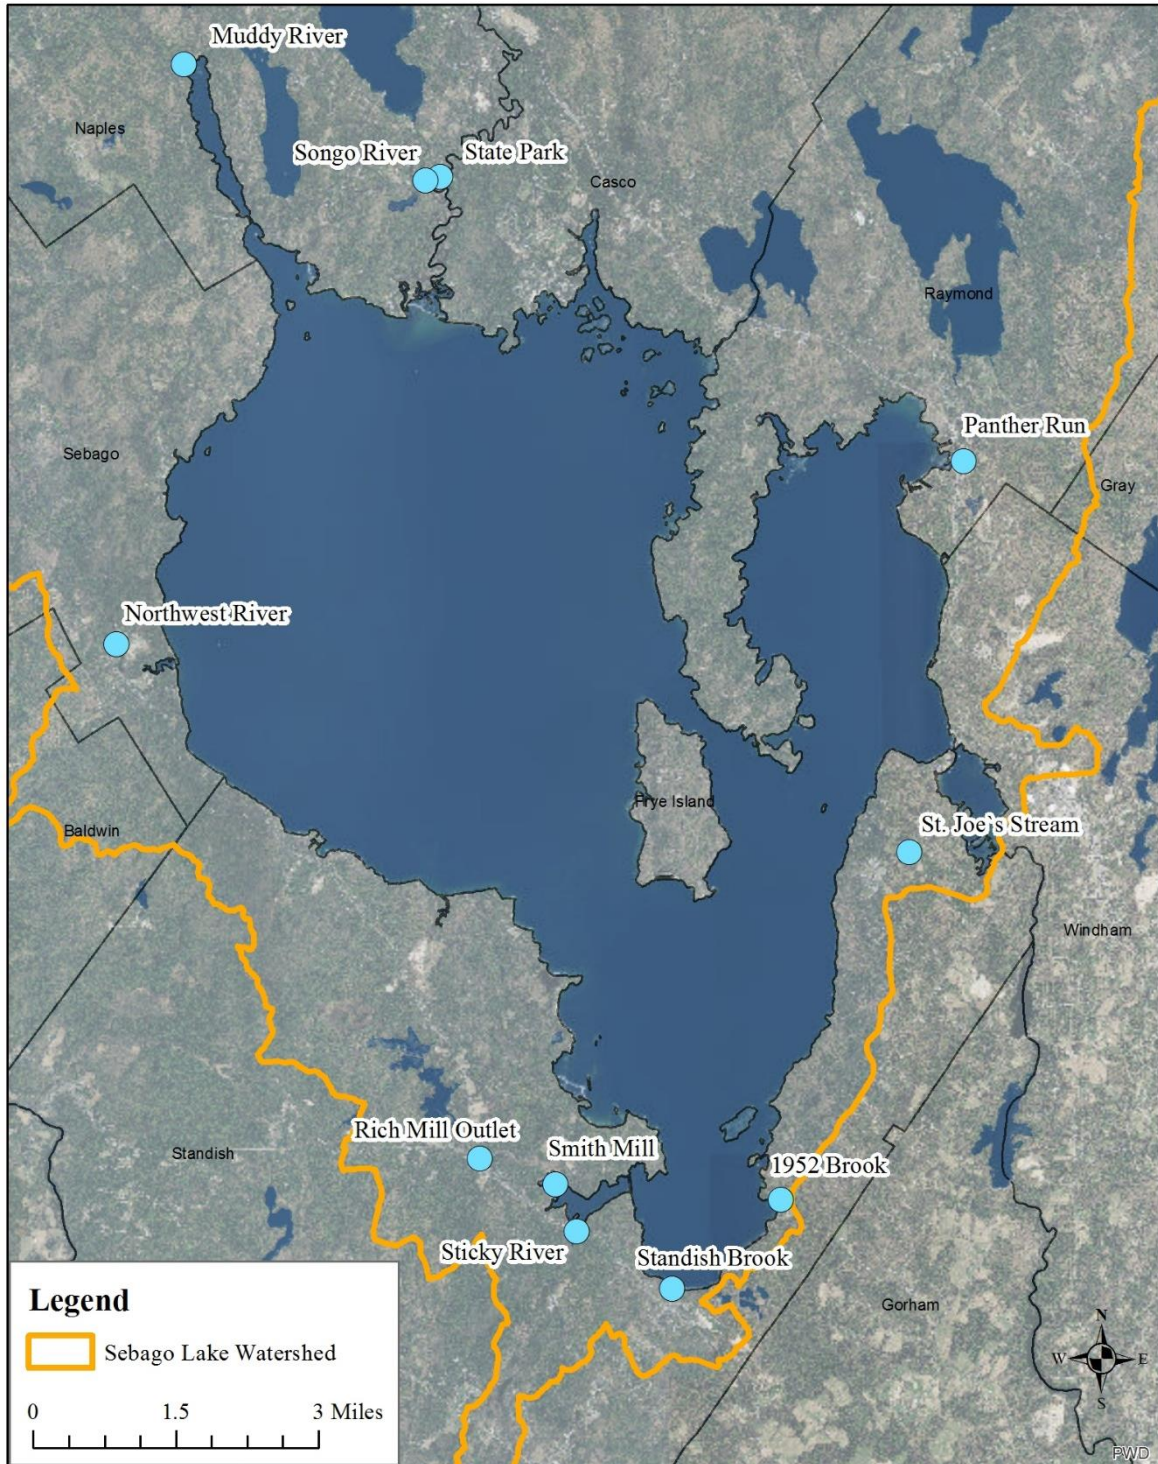 Muddy River
Naples
Songo River
State Park
Casco
Raymond
Panther Run
Sebago
Gray
Northwest River
Frye Island
Baldwin
St. Joe`s Stream
Windham
Rich Mill Outlet
Standish
Smith Mill
1952 Brook
Sticky River
Standish Brook
Gorham
Legend
Sebago Lake Watershed
0 1.5 3 Miles
N
W E
S
PWD